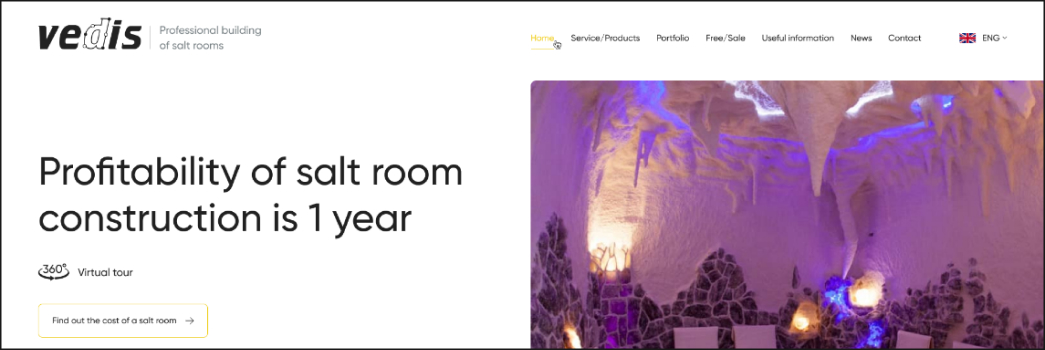 vedis
Professional building
of salt rooms
Home Service/Products Portfolio Free/Sale Useful information News Contact ENG
Profitability of salt room
construction is 1 year
360° Virtual tour
Find out the cost of a salt room →